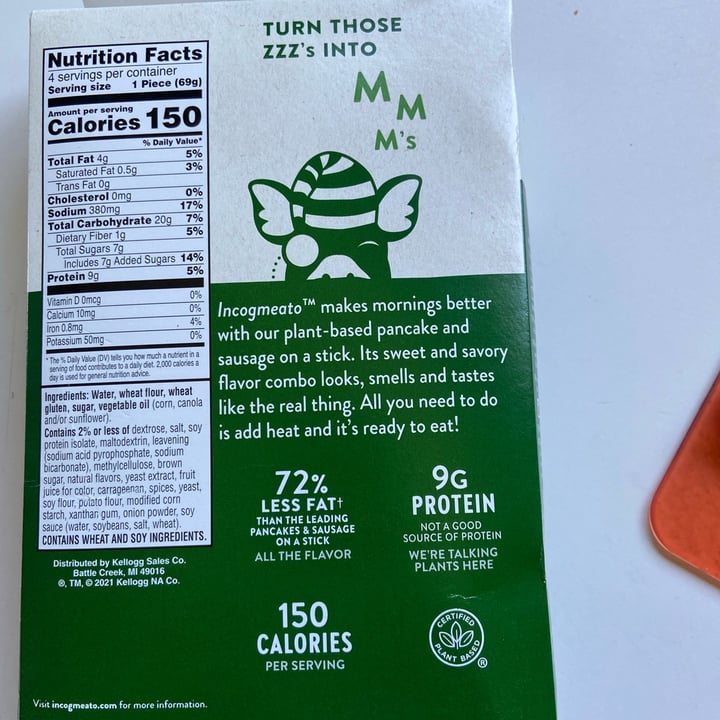 TURN THOSE
ZZZ's INTO
M
M
M's
Nutrition Facts
4 servings per container
Serving size 1 Piece (69g)
Amount per serving
Calories 150
% Daily Value*
Total Fat 4g 5%
Saturated Fat 0.5g 3%
Trans Fat 0g
Cholesterol 0mg 0%
Sodium 380mg 17%
Total Carbohydrate 20g 7%
Dietary Fiber 1g 5%
Total Sugars 7g
Includes 7g Added Sugars 14%
Protein 9g 5%
Vitamin D 0mcg 0%
Calcium 10mg 0%
Iron 0.8mg 4%
Potassium 50mg 0%
* The % Daily Value (DV) tells you how much a nutrient in a
serving of food contributes to a daily diet. 2,000 calories a
day is used for general nutrition advice.
Ingredients: Water, wheat flour, wheat
gluten, sugar, vegetable oil (corn, canola
and/or sunflower).
Contains 2% or less of dextrose, salt, soy
protein isolate, maltodextrin, leavening
(sodium acid pyrophosphate, sodium
bicarbonate), methylcellulose, brown
sugar, natural flavors, yeast extract, fruit
juice for color, carrageenan, spices, yeast,
soy flour, potato flour, modified corn
starch, xanthan gum, onion powder, soy
sauce (water, soybeans, salt, wheat).
CONTAINS WHEAT AND SOY INGREDIENTS.
Distributed by Kellogg Sales Co.
Battle Creek, MI 49016
®, TM, © 2021 Kellogg NA Co.
Incogmeato™ makes mornings better
with our plant-based pancake and
sausage on a stick. Its sweet and savory
flavor combo looks, smells and tastes
like the real thing. All you need to do
is add heat and it's ready to eat!
72%
LESS FAT†
THAN THE LEADING
PANCAKES & SAUSAGE
ON A STICK
ALL THE FLAVOR
9G
PROTEIN
NOT A GOOD
SOURCE OF PROTEIN
WE'RE TALKING
PLANTS HERE
150
CALORIES
PER SERVING
CERTIFIED
PLANT BASED
®
Visit incogmeato.com for more information.